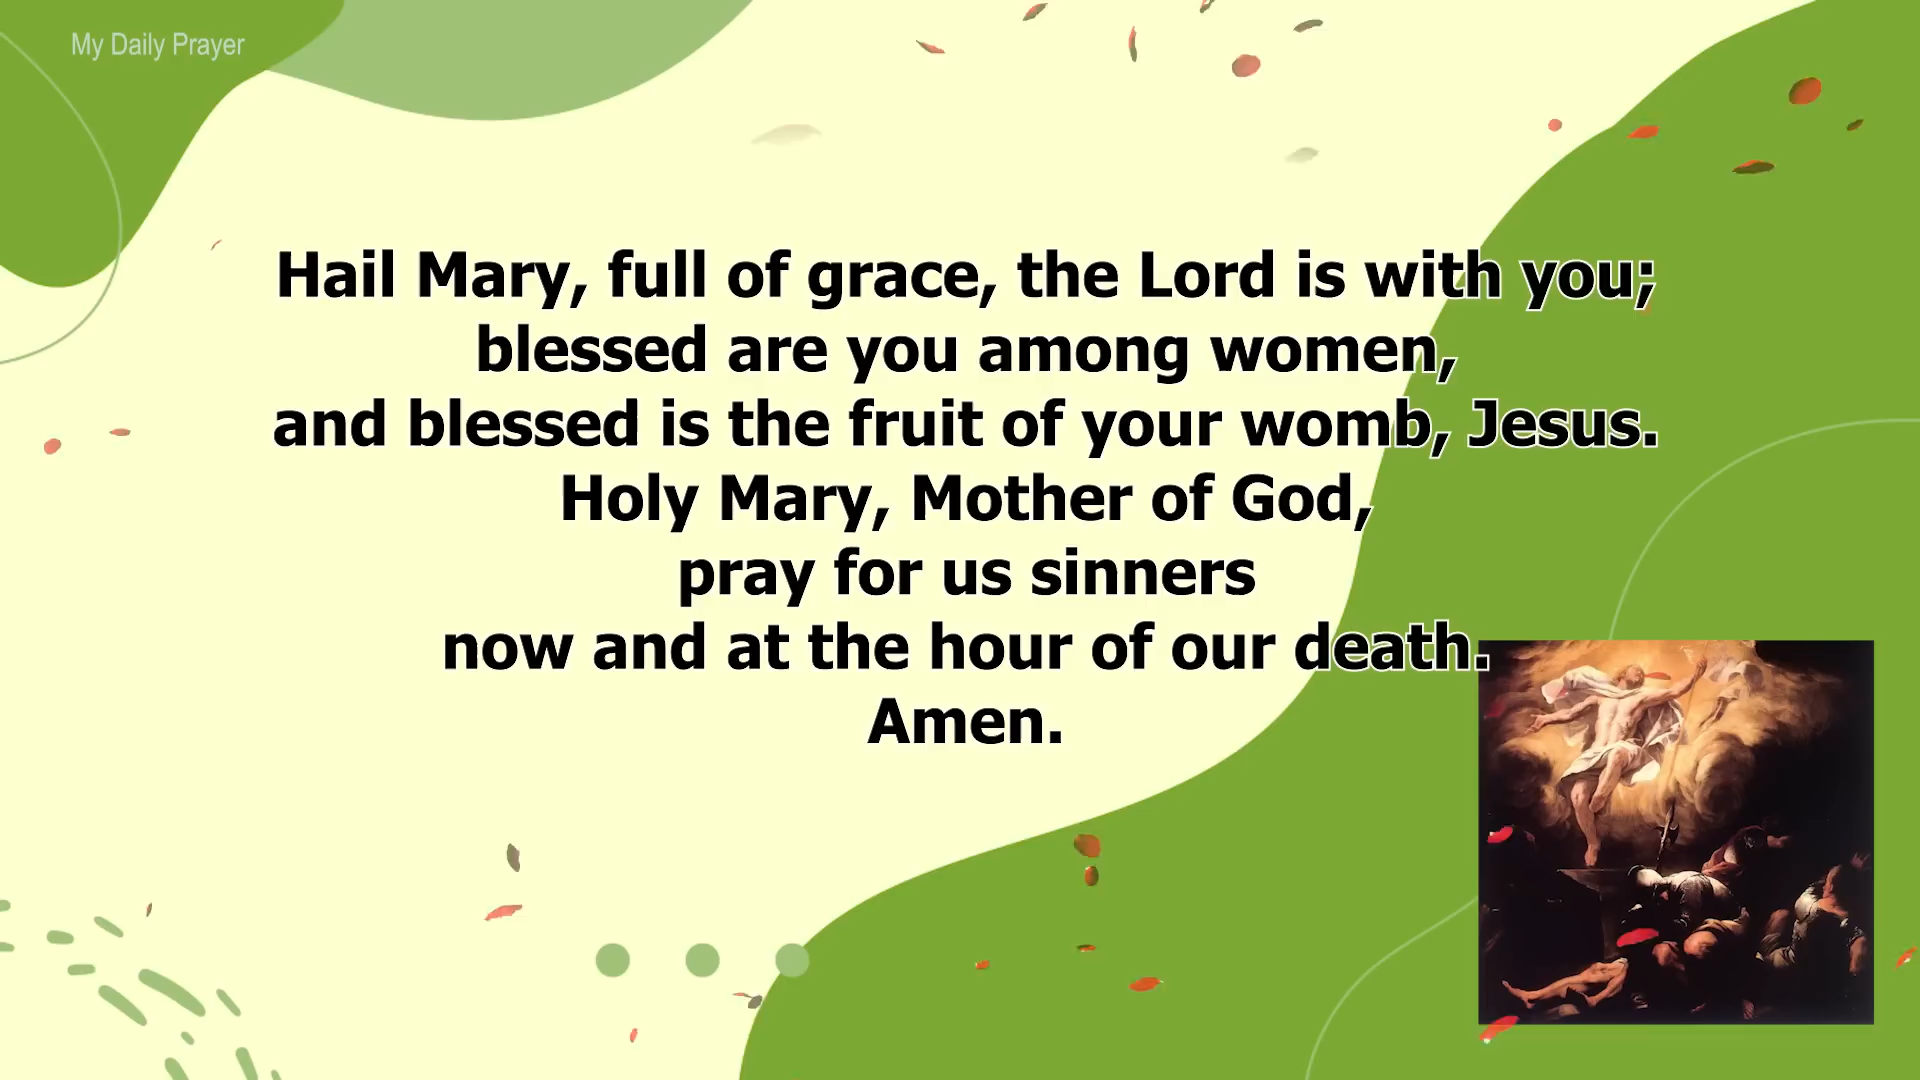 My Daily Prayer
Hail Mary, full of grace, the Lord is with you;
blessed are you among women,
and blessed is the fruit of your womb, Jesus.
Holy Mary, Mother of God,
pray for us sinners
now and at the hour of our death.
Amen.